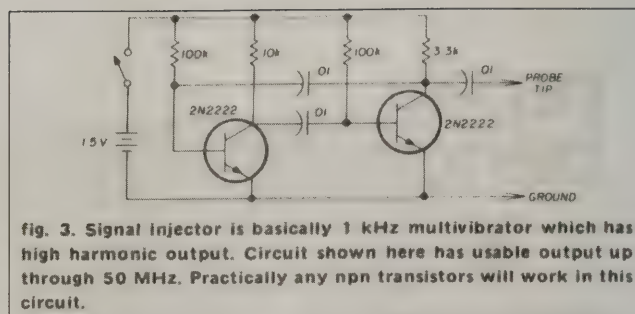 100k
10k
100k
3.3k
.01
.01
PROBE TIP
2N2222
.01
2N2222
1.5V
GROUND
fig. 3. Signal injector is basically 1 kHz multivibrator which has
high harmonic output. Circuit shown here has usable output up
through 50 MHz. Practically any npn transistors will work in this
circuit.